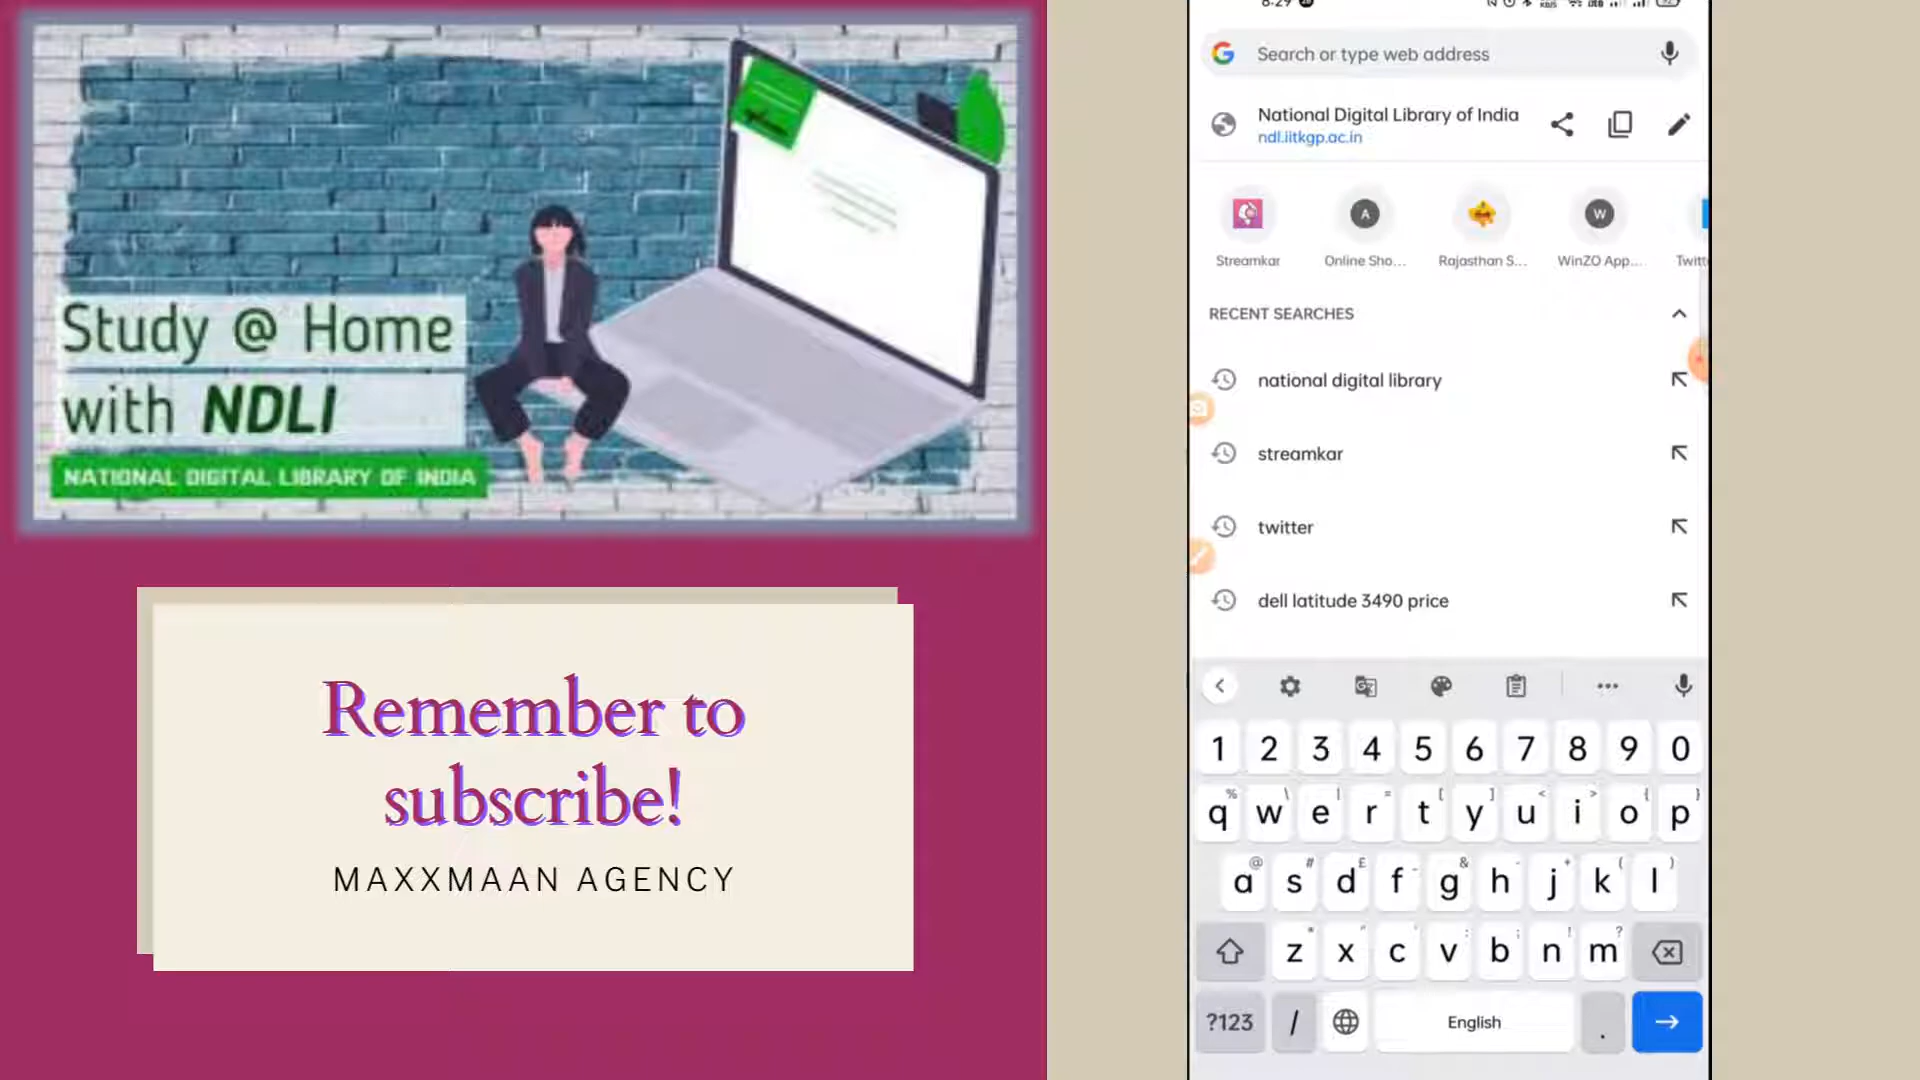 Study @ Home
with NDLI
NATIONAL DIGITAL LIBRARY OF INDIA
Remember to
subscribe!
MAXXMAAN AGENCY
8:29
Search or type web address
National Digital Library of India
ndl.iitkgp.ac.in
Streamkar
Online Sho...
Rajasthan S...
WinZO App...
Twitt
RECENT SEARCHES
national digital library
streamkar
twitter
dell latitude 3490 price
1 2 3 4 5 6 7 8 9 0
q w e r t y u i o p
a s d f g h j k l
z x c v b n m
?123 / English .